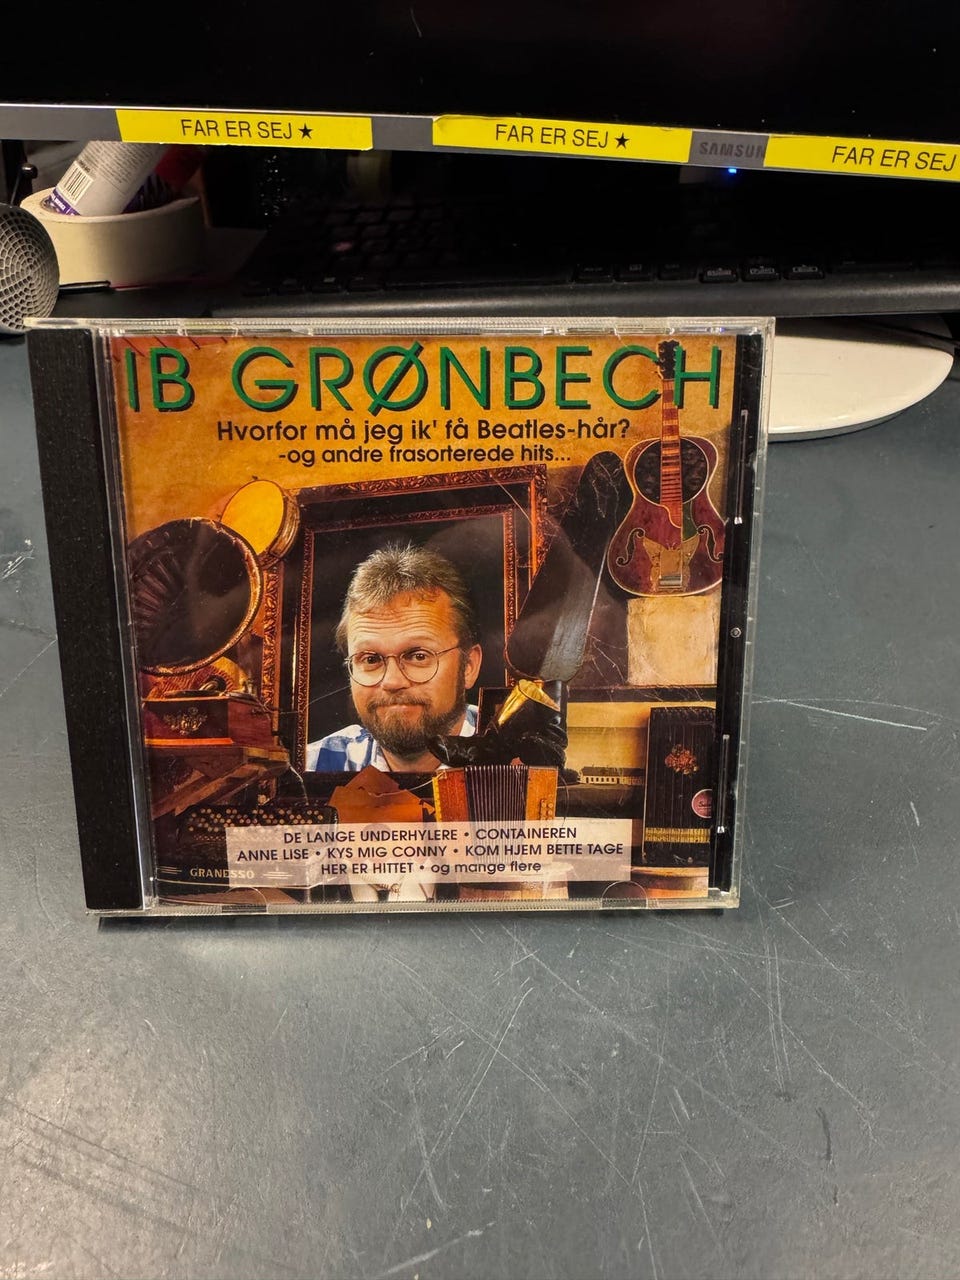 FAR ER SEJ ★ FAR ER SEJ ★ SAMSUN FAR ER SEJ
IB GRØNBECH
Hvorfor må jeg ik' få Beatles-hår?
-og andre frasorterede hits...
DE LANGE UNDERHYLERE • CONTAINEREN
ANNE LISE • KYS MIG CONNY • KOM HJEM BETTE TAGE
HER ER HITTET • og mange flere
GRANESSO